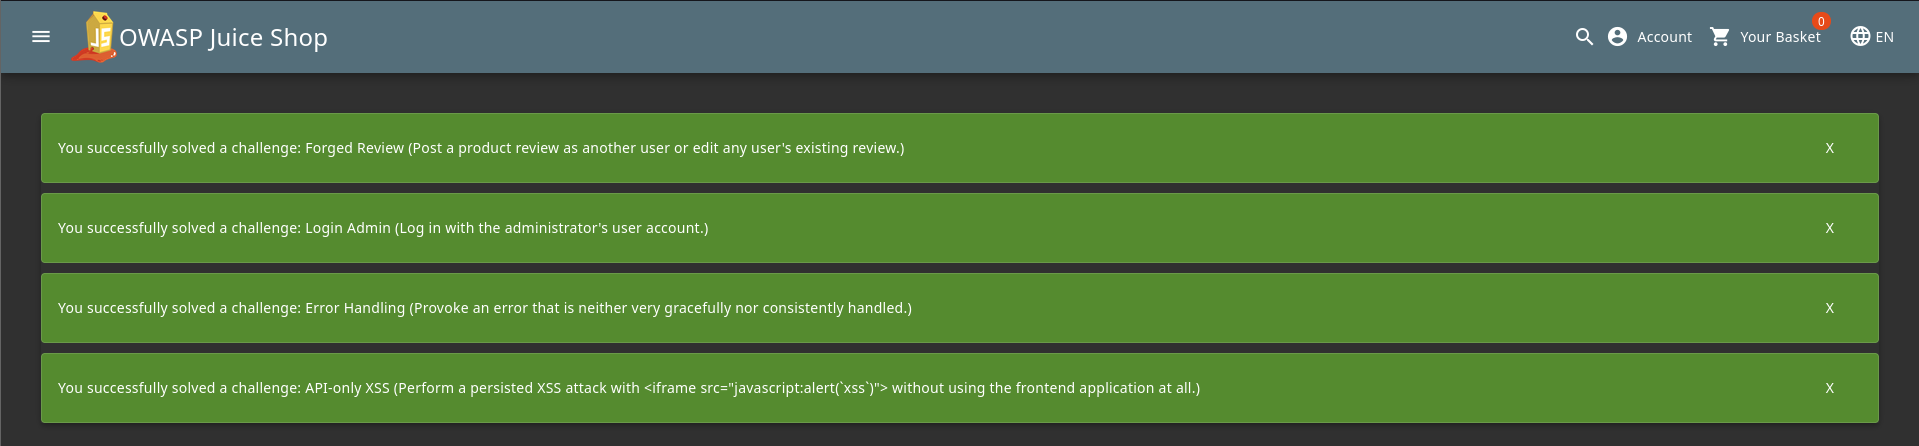 JS OWASP Juice Shop Account 0 Your Basket EN
You successfully solved a challenge: Forged Review (Post a product review as another user or edit any user's existing review.) X
You successfully solved a challenge: Login Admin (Log in with the administrator's user account.) X
You successfully solved a challenge: Error Handling (Provoke an error that is neither very gracefully nor consistently handled.) X
You successfully solved a challenge: API-only XSS (Perform a persisted XSS attack with <iframe src="javascript:alert(`xss`)"> without using the frontend application at all.) X